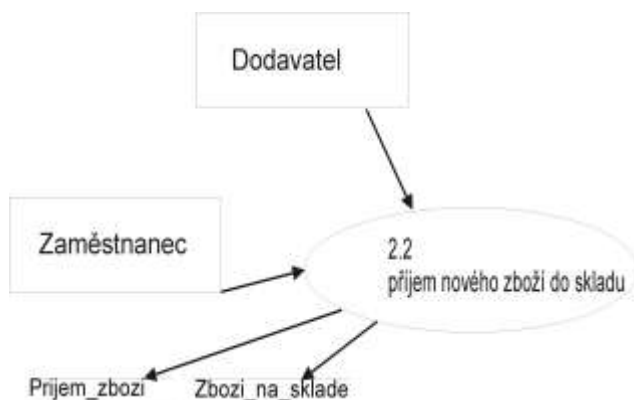 Dodavatel
Zaměstnanec
2.2
příjem nového zboží do skladu
Prijem_zbozi
Zbozi_na_sklade